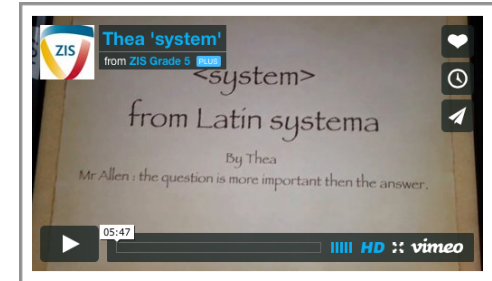 ZIS
Thea 'system'
from ZIS Grade 5 PLUS
<system>
from Latin systema
By Thea
Mr Allen : the question is more important then the answer.
05:47
HD vimeo